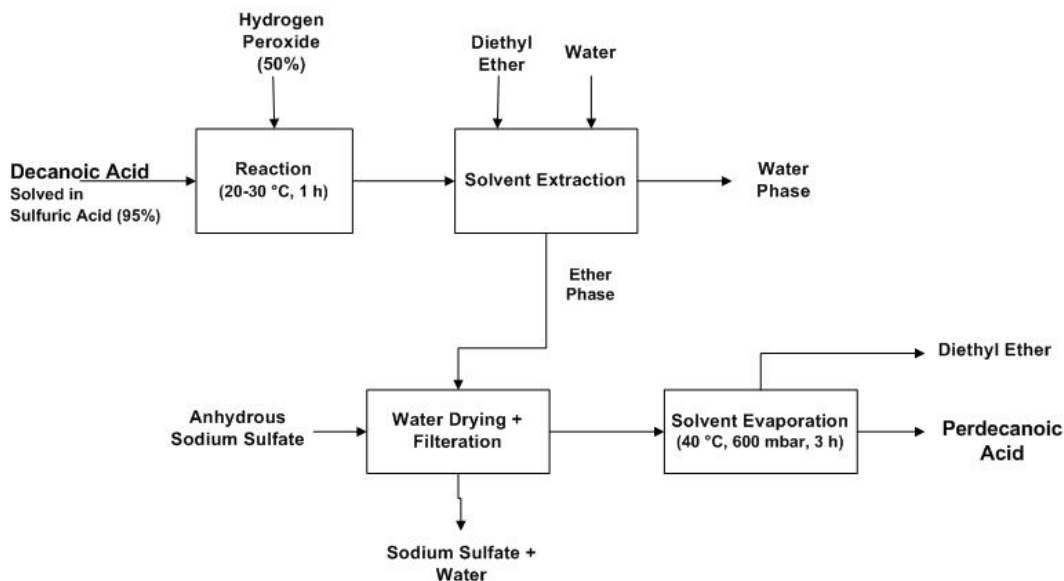 Hydrogen
Peroxide
(50%)
Diethyl
Ether
Water
Decanoic Acid
Solved in
Sulfuric Acid (95%)
Reaction
(20-30 °C, 1 h)
Solvent Extraction
Water
Phase
Ether
Phase
Diethyl Ether
Anhydrous
Sodium Sulfate
Water Drying +
Filteration
Solvent Evaporation
(40 °C, 600 mbar, 3 h)
Perdecanoic
Acid
Sodium Sulfate +
Water